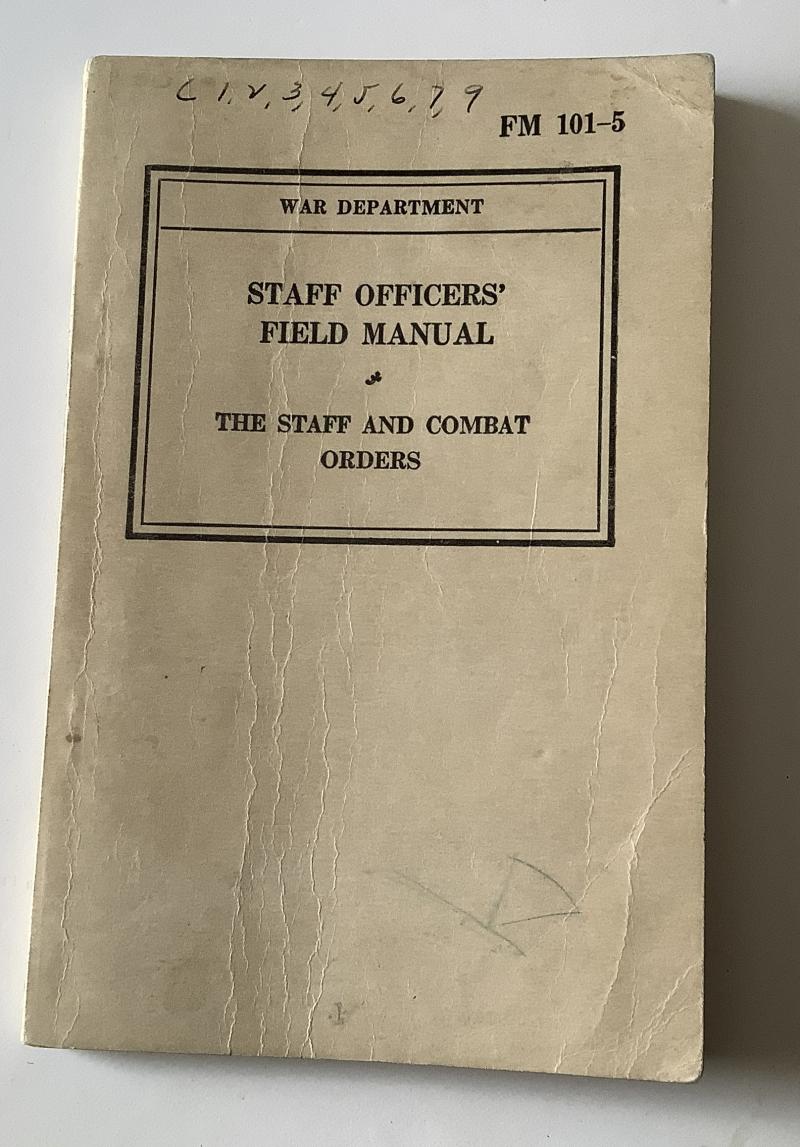 C 1, 2, 3, 4, 5, 6, 7, 9
FM 101-5
WAR DEPARTMENT
STAFF OFFICERS'
FIELD MANUAL
THE STAFF AND COMBAT
ORDERS